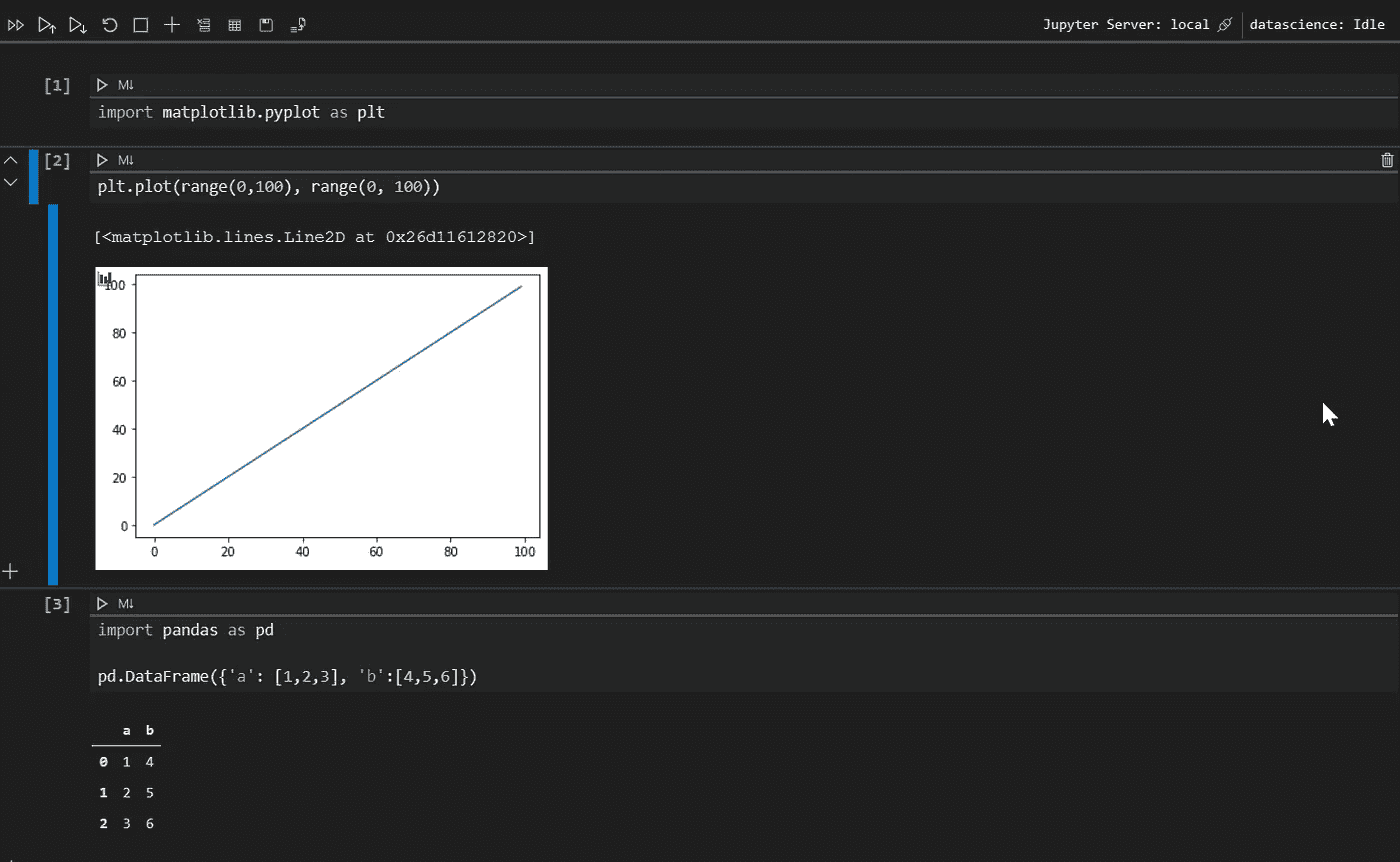 Jupyter Server: local datascience: Idle
[1] M↓
import matplotlib.pyplot as plt
[2] M↓
plt.plot(range(0,100), range(0, 100))
[<matplotlib.lines.Line2D at 0x26d11612820>]
100
80
60
40
20
0
0 20 40 60 80 100
[3] M↓
import pandas as pd
pd.DataFrame({'a': [1,2,3], 'b':[4,5,6]})
a b
0 1 4
1 2 5
2 3 6